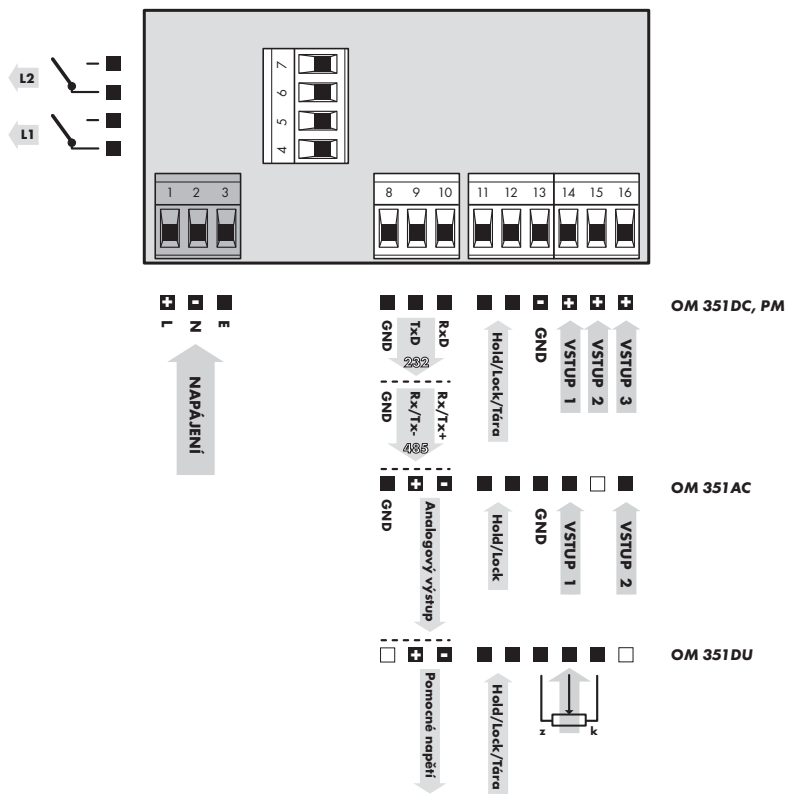 7
6
5
4
L2
L1
1 2 3
8 9 10
11 12 13 14 15 16
+ - + + +
L N E
GND TxD RxD
232
Hold/Lock/Tára
GND
VSTUP 1
VSTUP 2
VSTUP 3
OM 351DC, PM
NAPÁJENÍ
GND Rx/Tx- Rx/Tx+
485
+ -
OM 351AC
GND
Analogový výstup
Hold/Lock
GND
VSTUP 1
VSTUP 2
+ -
OM 351DU
Pomocné napětí
Hold/Lock/Tára
z k